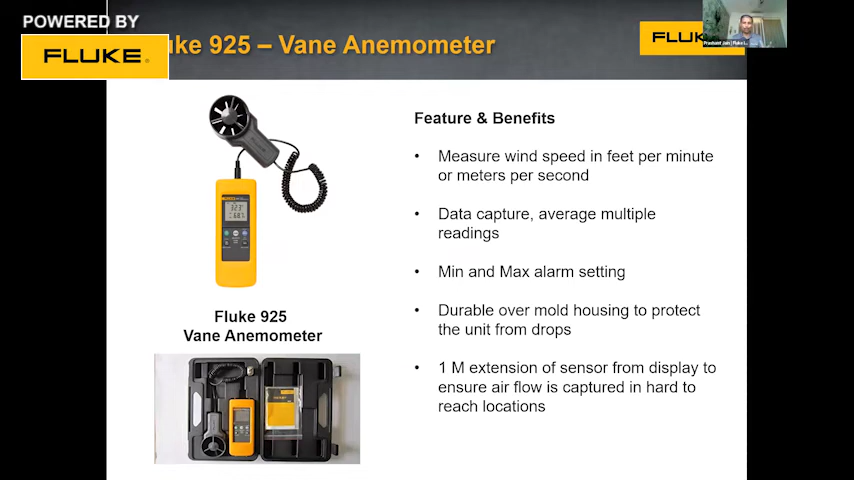 POWERED BY
FLUKE®
uke 925 – Vane Anemometer
FLUK
Prashant Jain | Fluke I...
Feature & Benefits
• Measure wind speed in feet per minute
or meters per second
• Data capture, average multiple
readings
• Min and Max alarm setting
• Durable over mold housing to protect
the unit from drops
• 1 M extension of sensor from display to
ensure air flow is captured in hard to
reach locations
Fluke 925
Vane Anemometer